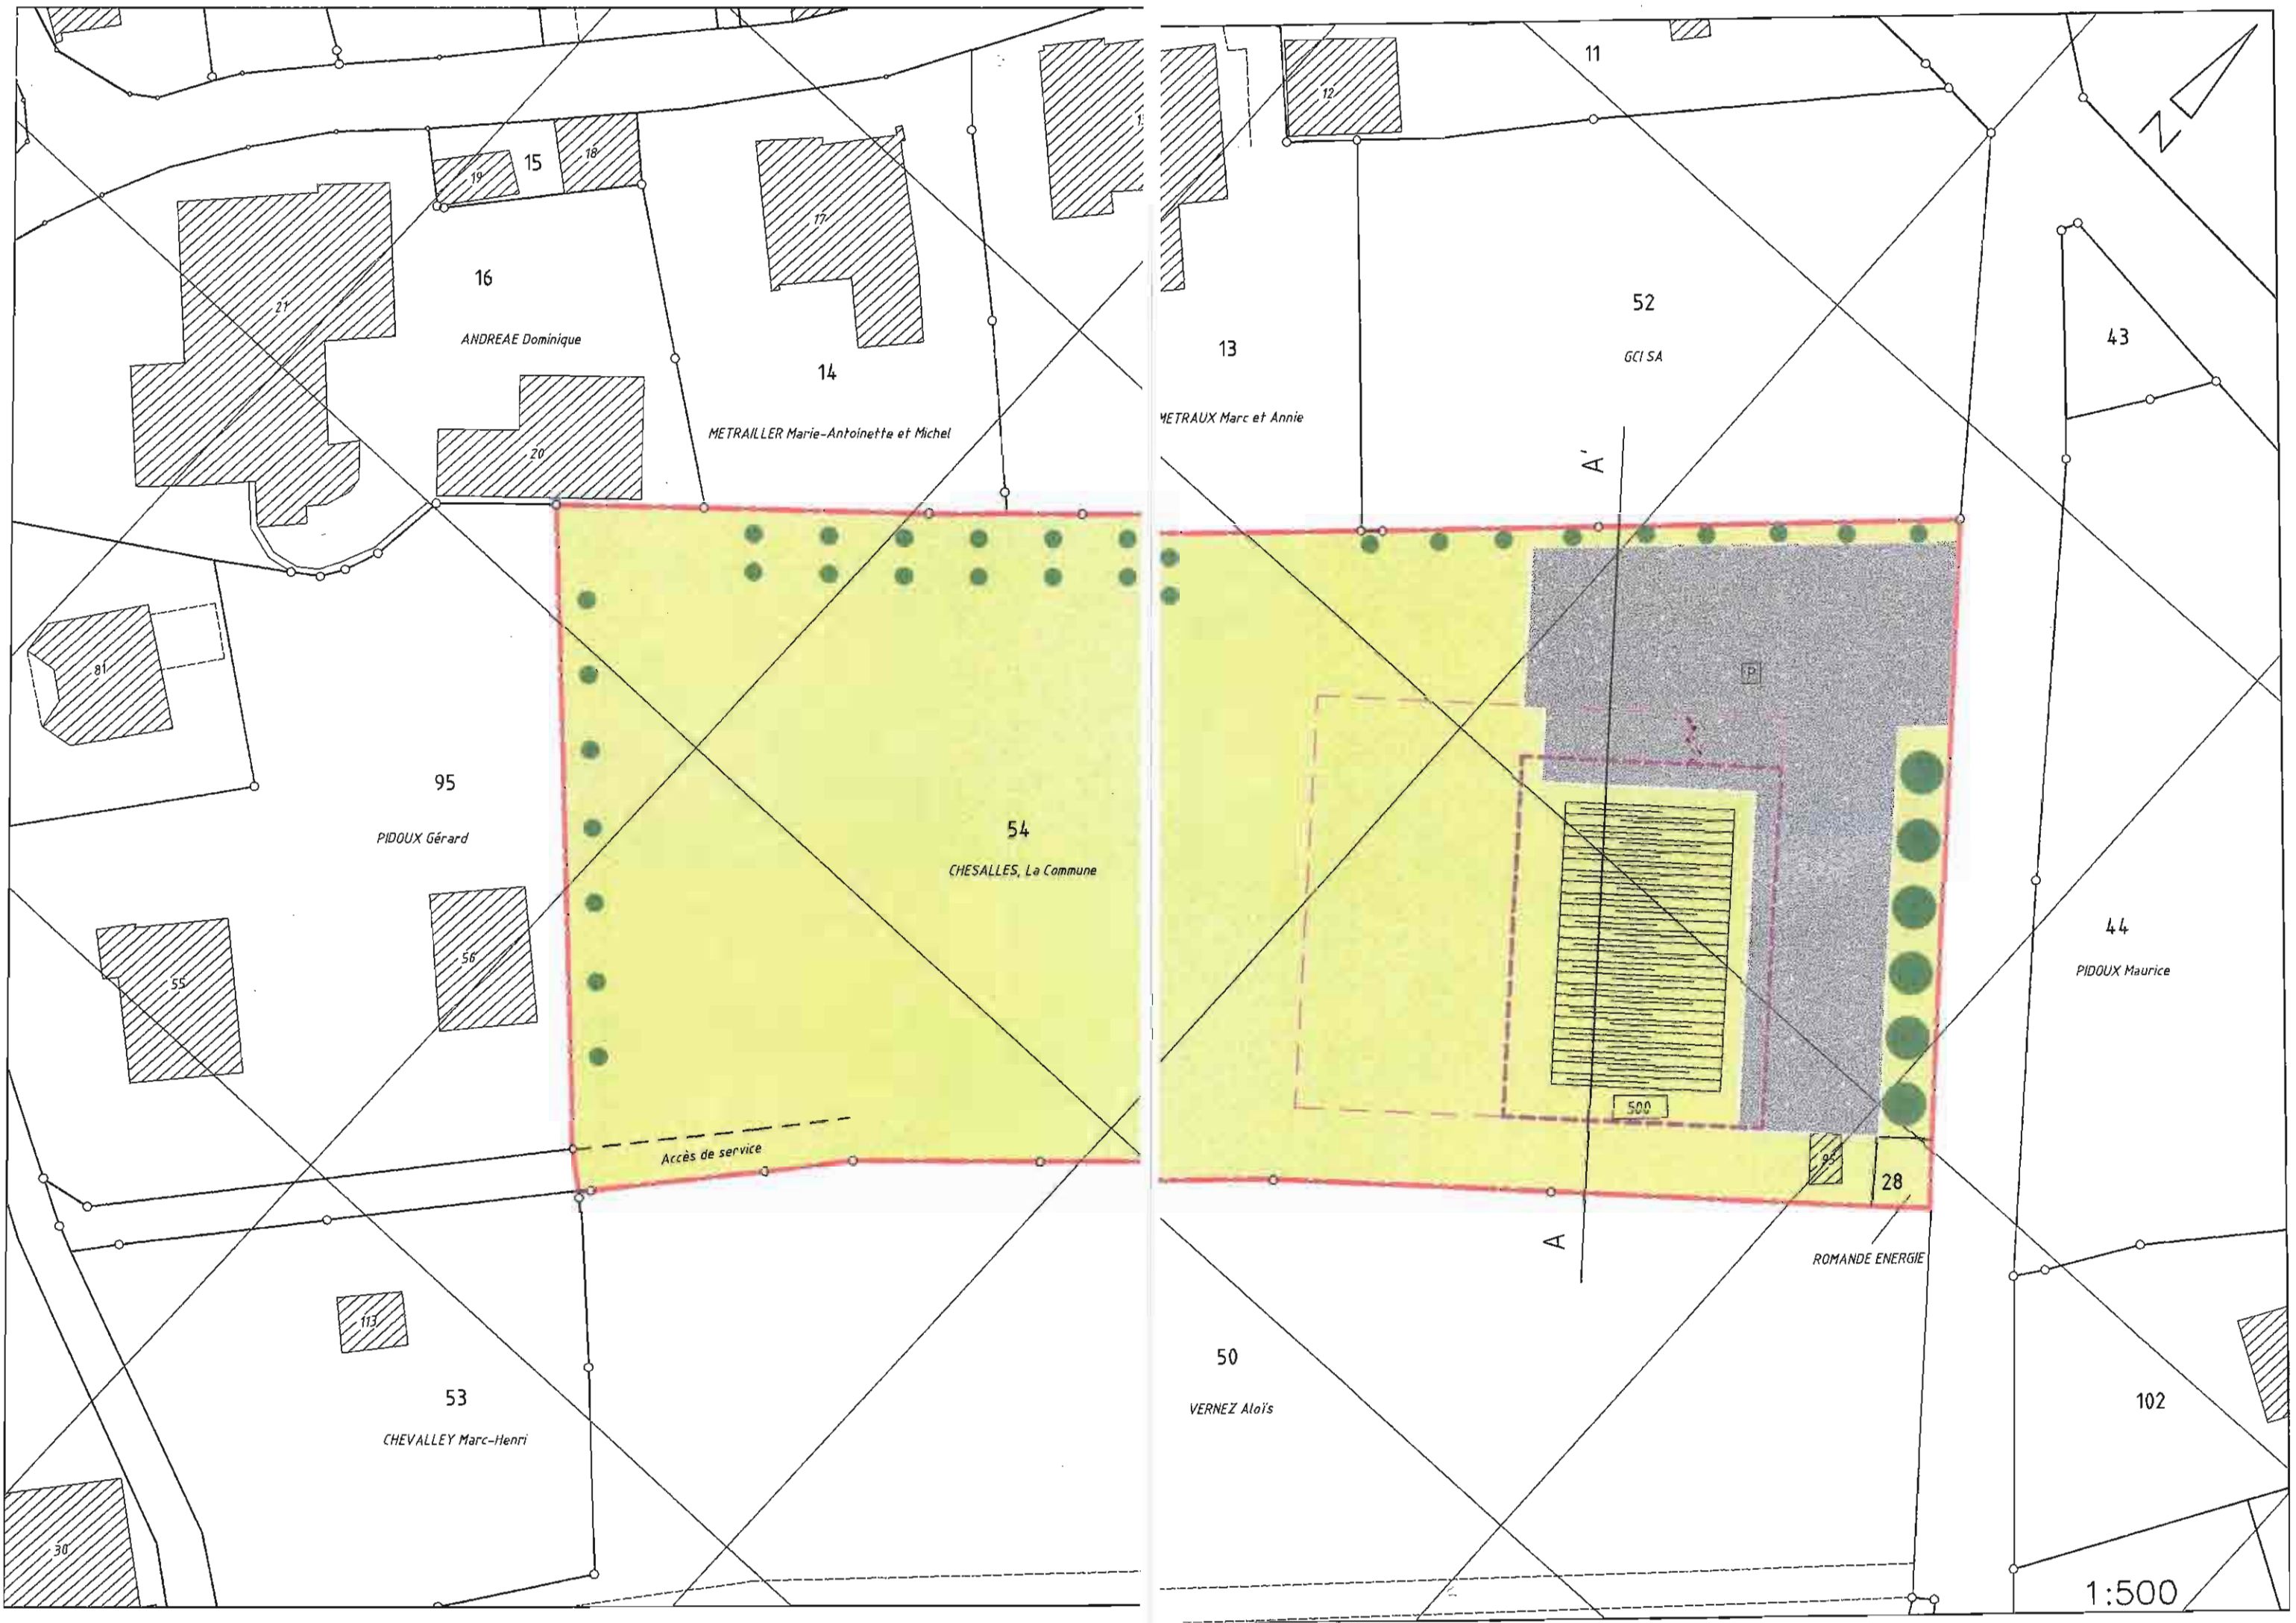 11
12
15
18
19
N
17
16
21
52
43
ANDREAE Dominique
13
GCI SA
14
METRAUX Marc et Annie
METRAILLER Marie-Antoinette et Michel
20
A'
81
P
95
54
PIDOUX Gérard
CHESALLES, La Commune
44
56
PIDOUX Maurice
55
500
Accès de service
95
28
A
ROMANDE ENERGIE
113
50
53
VERNEZ Aloïs
102
CHEVALLEY Marc-Henri
30
1:500